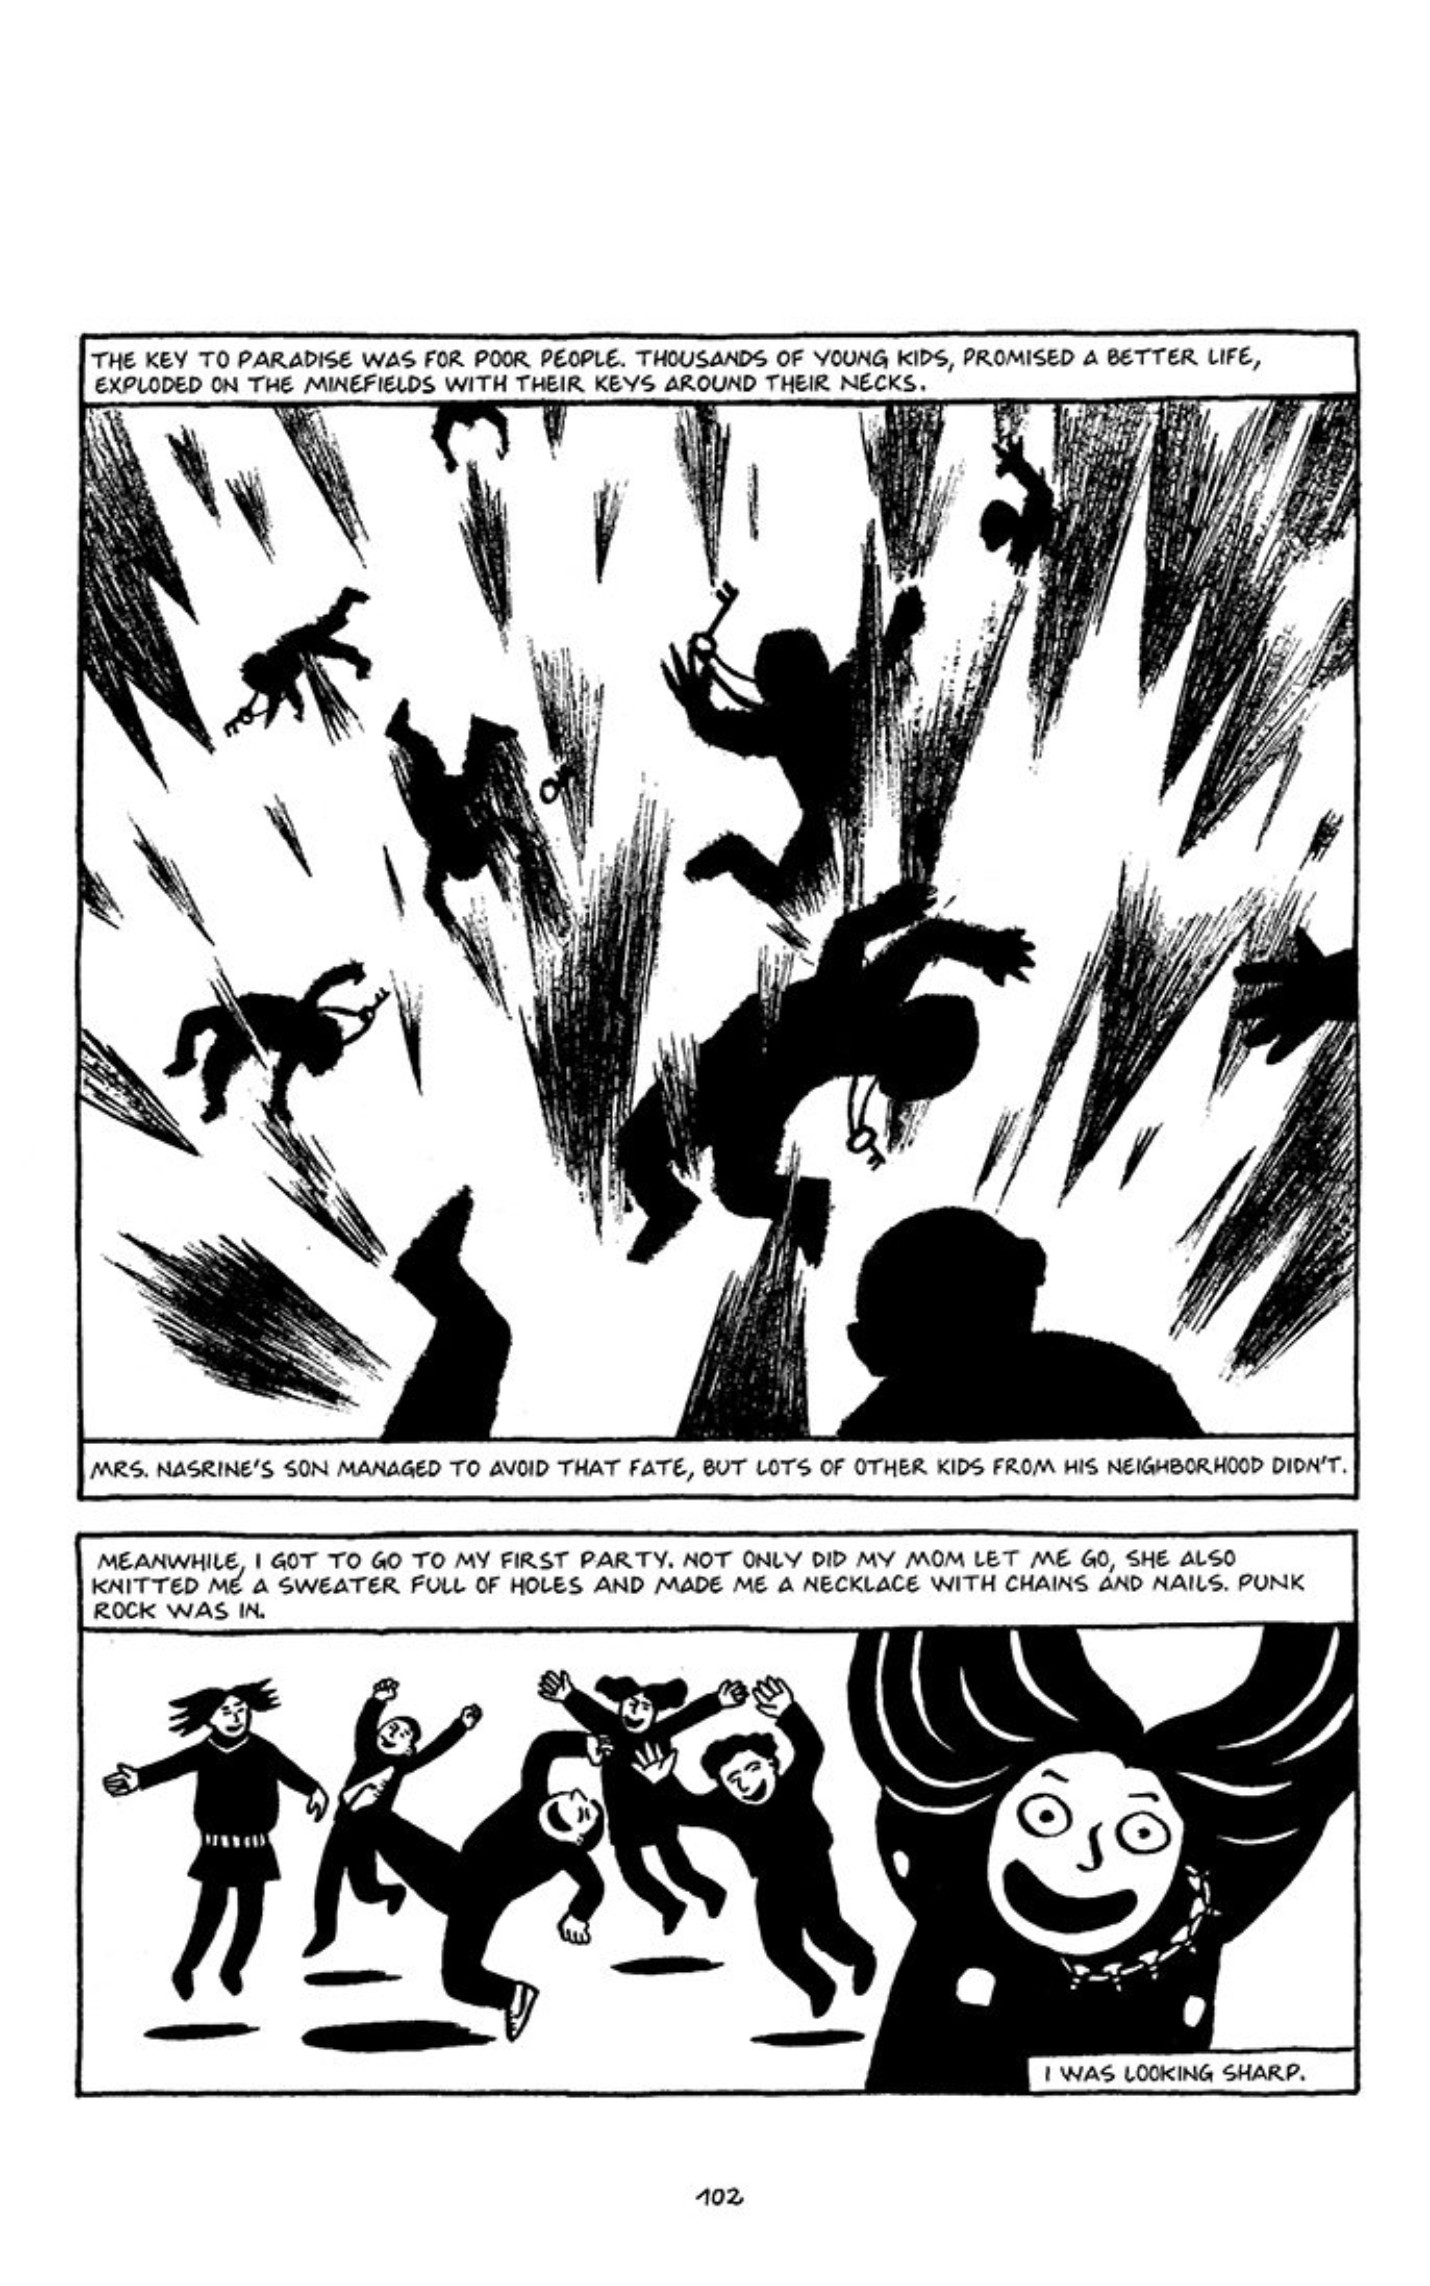 THE KEY TO PARADISE WAS FOR POOR PEOPLE. THOUSANDS OF YOUNG KIDS, PROMISED A BETTER LIFE,
EXPLODED ON THE MINEFIELDS WITH THEIR KEYS AROUND THEIR NECKS.
MRS. NASRINE'S SON MANAGED TO AVOID THAT FATE, BUT LOTS OF OTHER KIDS FROM HIS NEIGHBORHOOD DIDN'T.
MEANWHILE, I GOT TO GO TO MY FIRST PARTY. NOT ONLY DID MY MOM LET ME GO, SHE ALSO
KNITTED ME A SWEATER FULL OF HOLES AND MADE ME A NECKLACE WITH CHAINS AND NAILS. PUNK
ROCK WAS IN.
I WAS LOOKING SHARP.
102